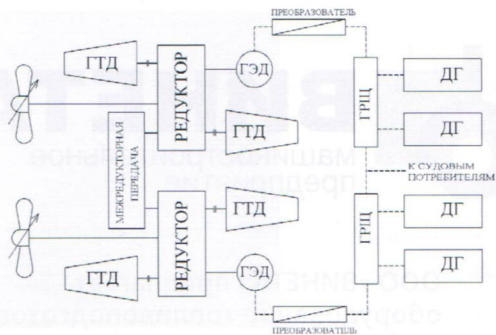 ПРЕОБРАЗОВАТЕЛЬ
ГТД
РЕДУКТОР
ГЭД
ГРЩ
ДГ
ГТД
ДГ
МЕЖРЕДУКТОРНАЯ
ПЕРЕДАЧА
К СУДОВЫМ
ПОТРЕБИТЕЛЯМ
РЕДУКТОР
ГТД
ГРЩ
ДГ
ГТД
ГЭД
ДГ
ПРЕОБРАЗОВАТЕЛЬ